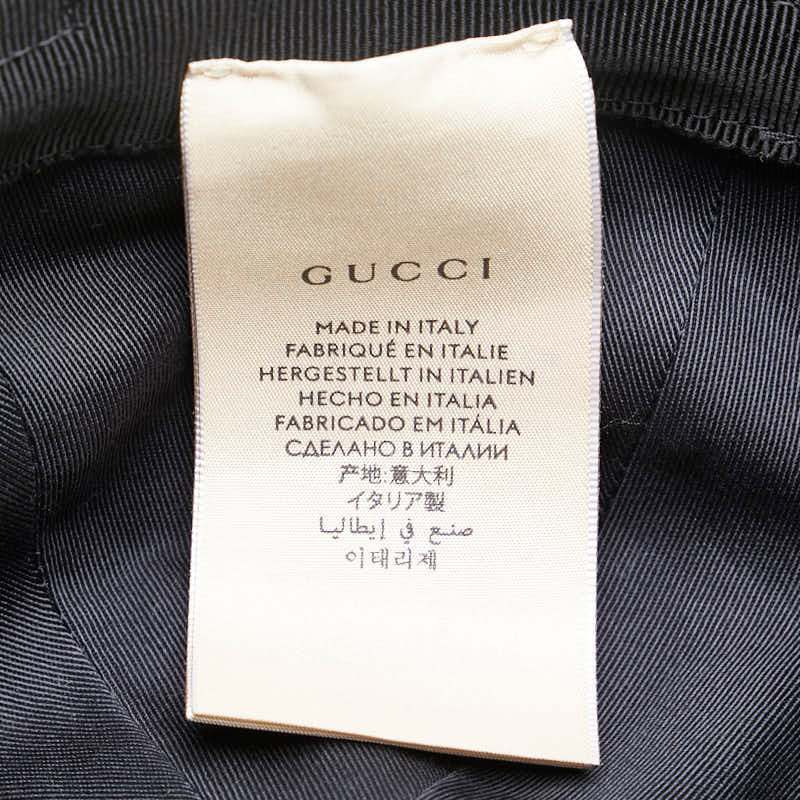 GUCCI
MADE IN ITALY
FABRIQUÉ EN ITALIE
HERGESTELLT IN ITALIEN
HECHO EN ITALIA
FABRICADO EM ITÁLIA
СДЕЛАНО В ИТАЛИИ
产地:意大利
イタリア製
صنع في إيطاليا
이태리제